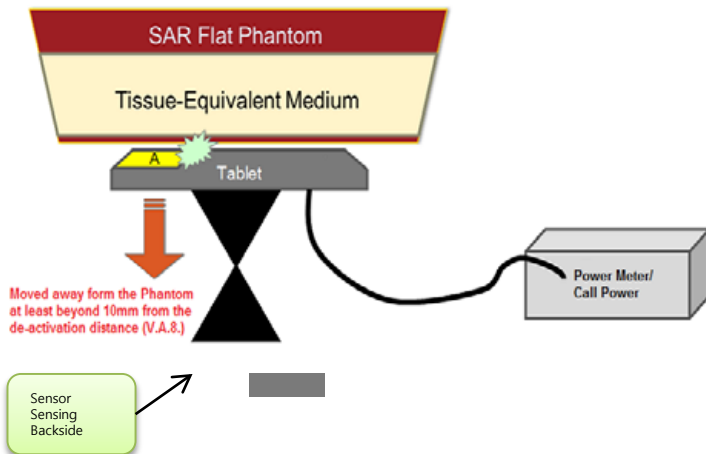 SAR Flat Phantom
Tissue-Equivalent Medium
A
Tablet
Moved away form the Phantom
at least beyond 10mm from the
de-activation distance (V.A.8.)
Power Meter/
Call Power
Sensor
Sensing
Backside